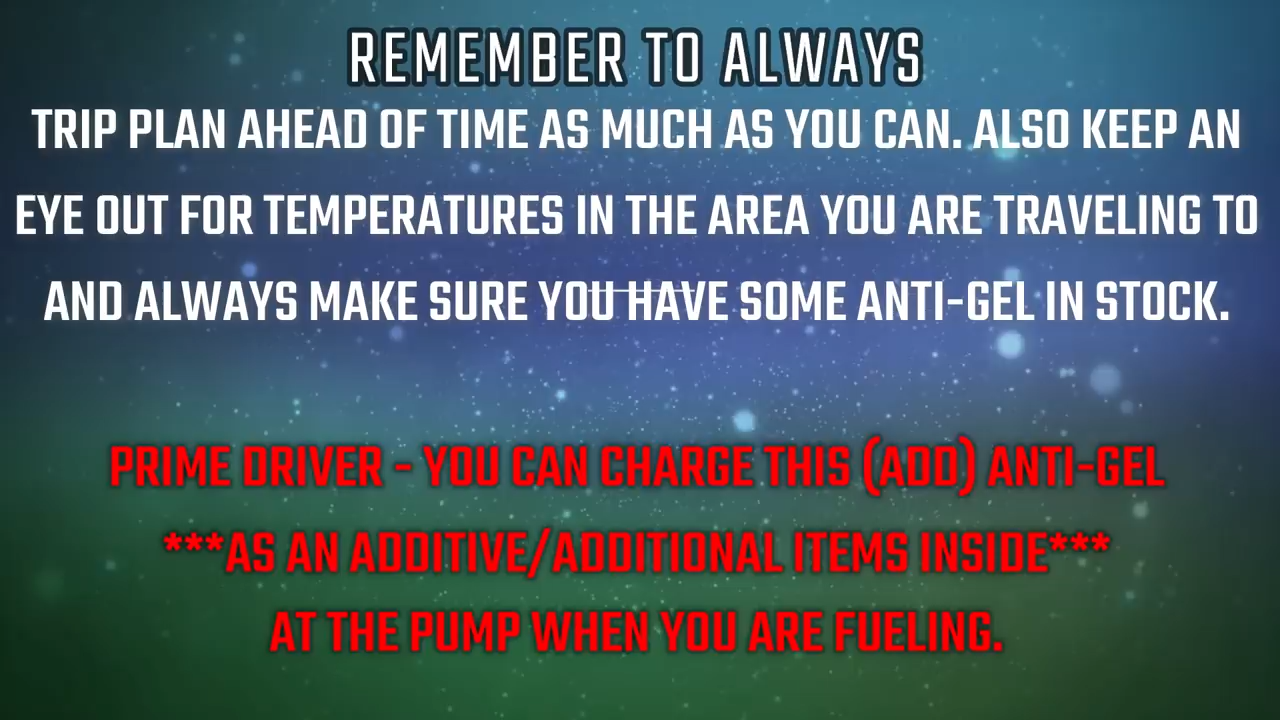 REMEMBER TO ALWAYS
TRIP PLAN AHEAD OF TIME AS MUCH AS YOU CAN. ALSO KEEP AN
EYE OUT FOR TEMPERATURES IN THE AREA YOU ARE TRAVELING TO
AND ALWAYS MAKE SURE YOU HAVE SOME ANTI-GEL IN STOCK.
PRIME DRIVER - YOU CAN CHARGE THIS (ADD) ANTI-GEL
***AS AN ADDITIVE/ADDITIONAL ITEMS INSIDE***
AT THE PUMP WHEN YOU ARE FUELING.